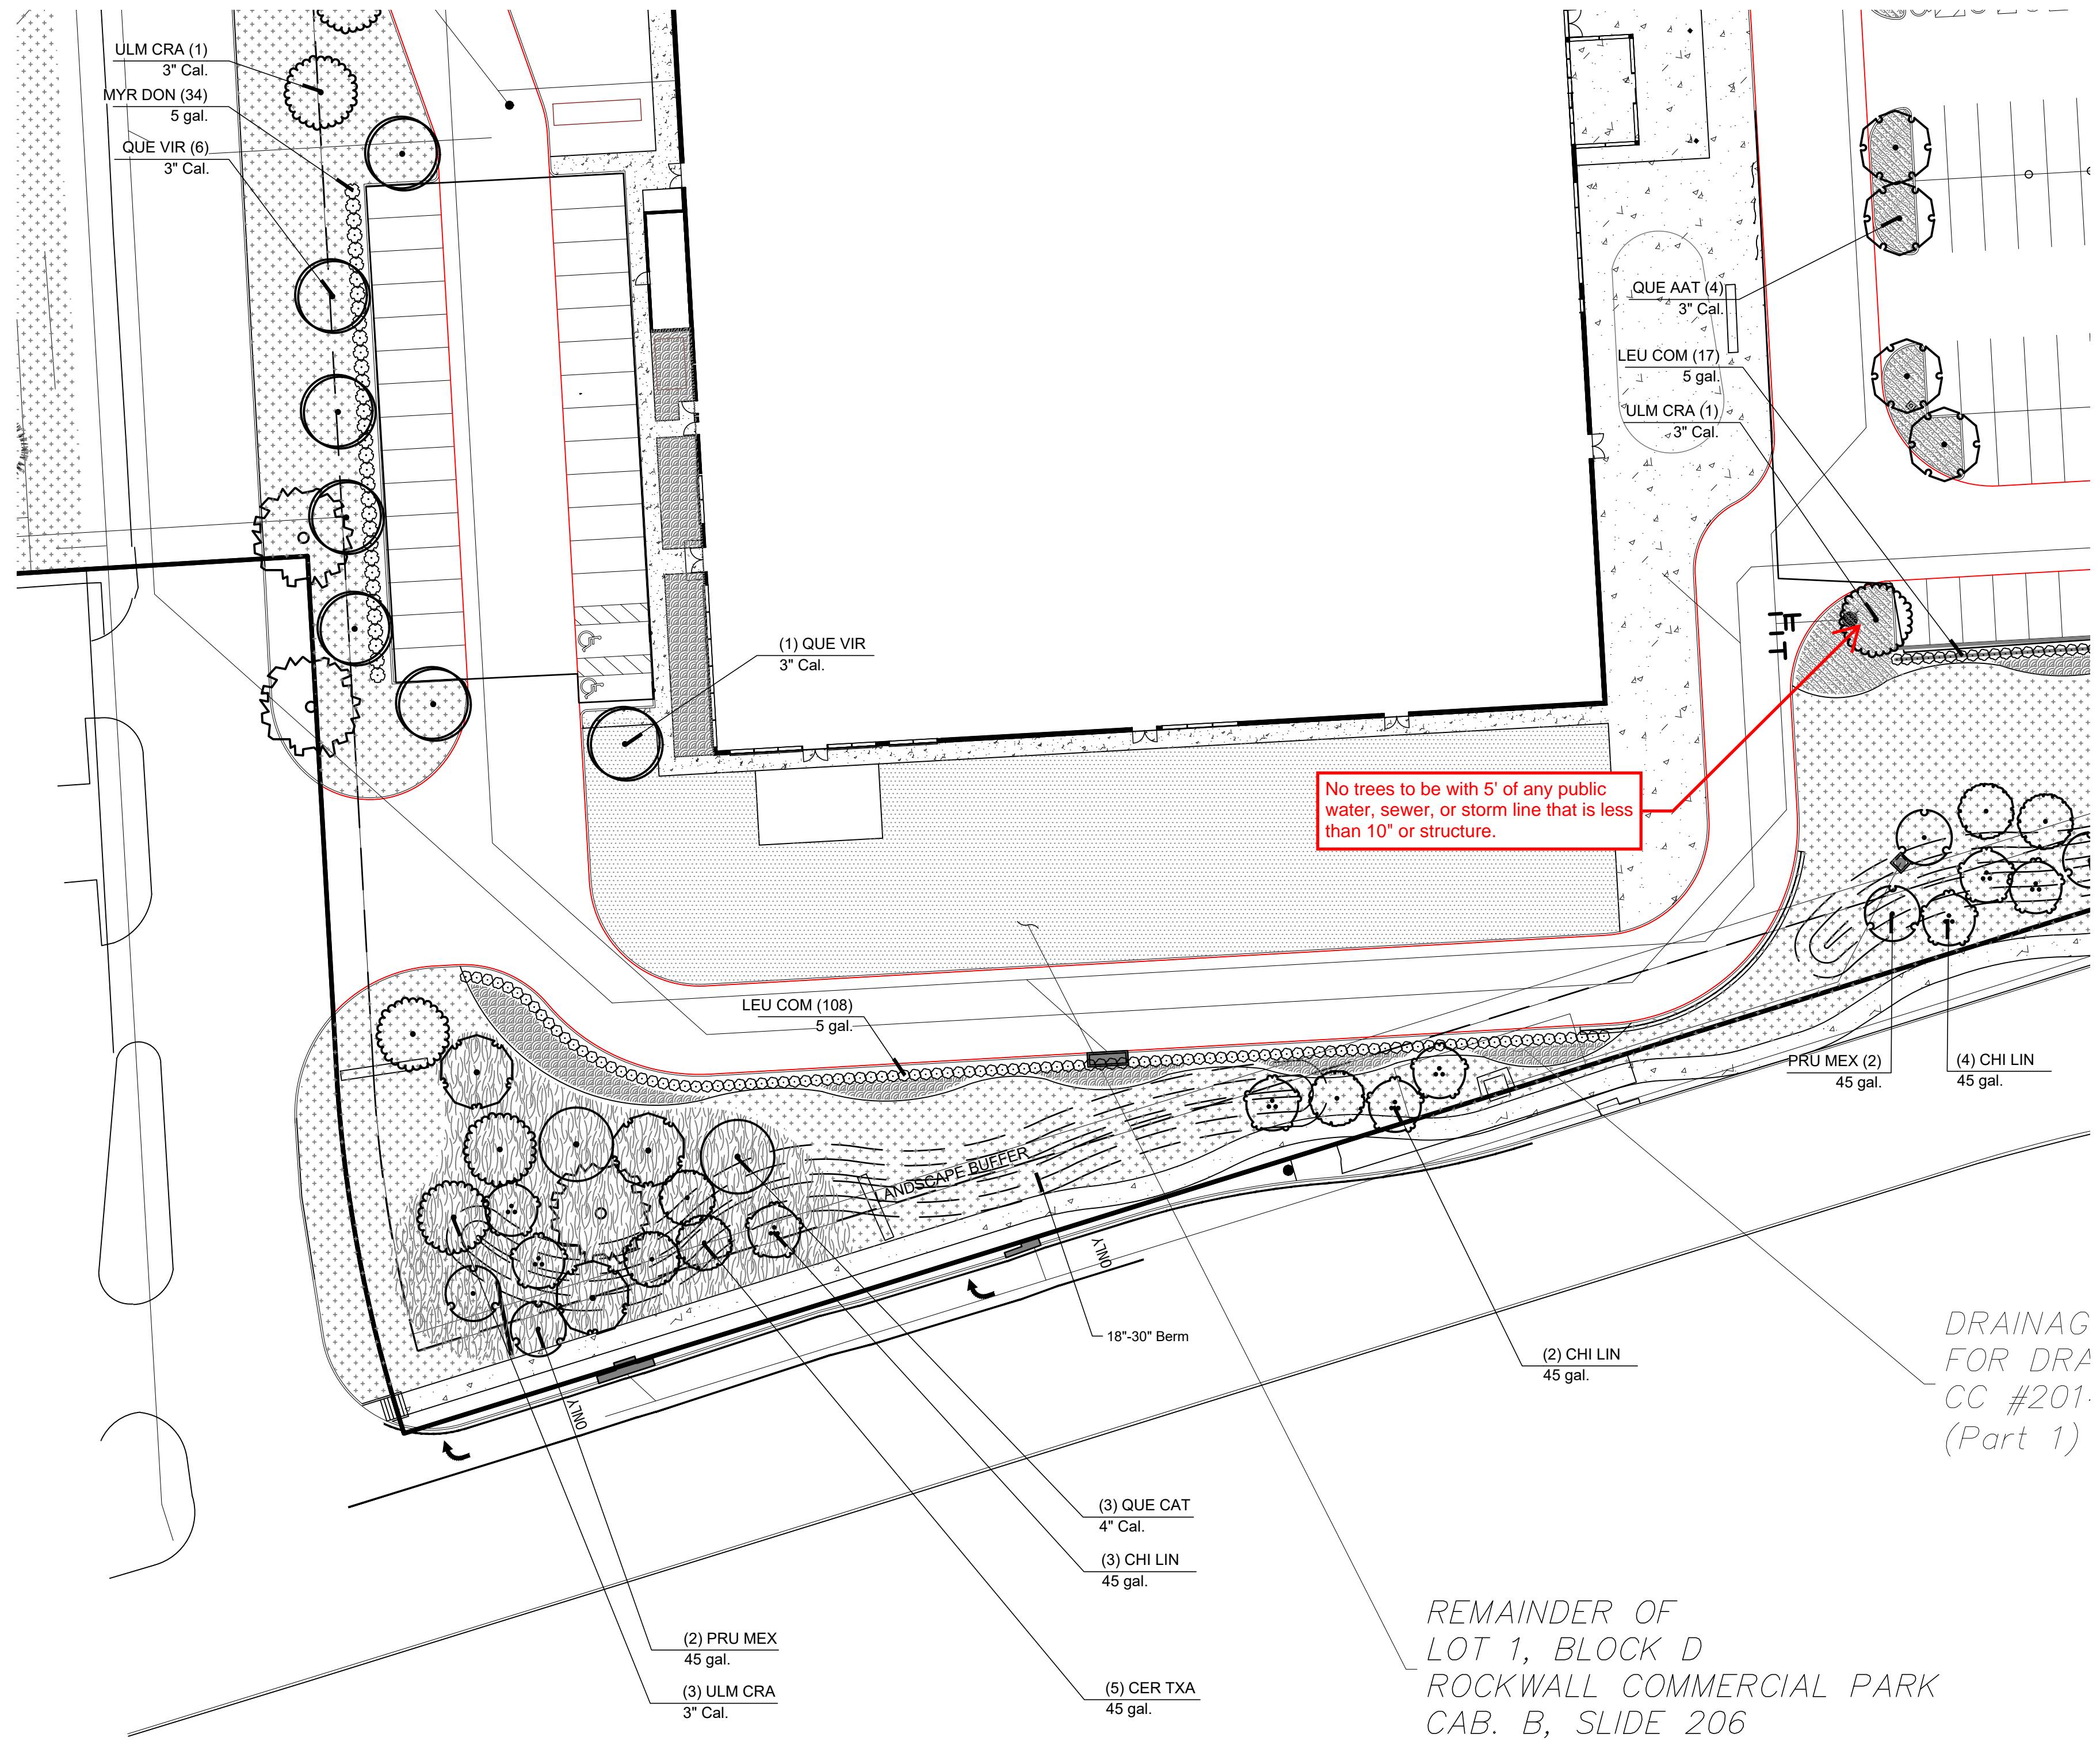 ULM CRA (1)
3" Cal.
MYR DON (34)
5 gal.
QUE VIR (6)
3" Cal.
QUE AAT (4)
3" Cal.
LEU COM (17)
5 gal.
ULM CRA (1)
3" Cal.
(1) QUE VIR
3" Cal.
No trees to be with 5' of any public
water, sewer, or storm line that is less
than 10" or structure.
LEU COM (108)
5 gal.
PRU MEX (2)
45 gal.
(4) CHI LIN
45 gal.
LANDSCAPE BUFFER
ONLY
18"-30" Berm
ONLY
(2) CHI LIN
45 gal.
DRAINAG
FOR DRA
CC #201
(Part 1)
(3) QUE CAT
4" Cal.
(3) CHI LIN
45 gal.
(2) PRU MEX
45 gal.
(3) ULM CRA
3" Cal.
(5) CER TXA
45 gal.
REMAINDER OF
LOT 1, BLOCK D
ROCKWALL COMMERCIAL PARK
CAB. B, SLIDE 206